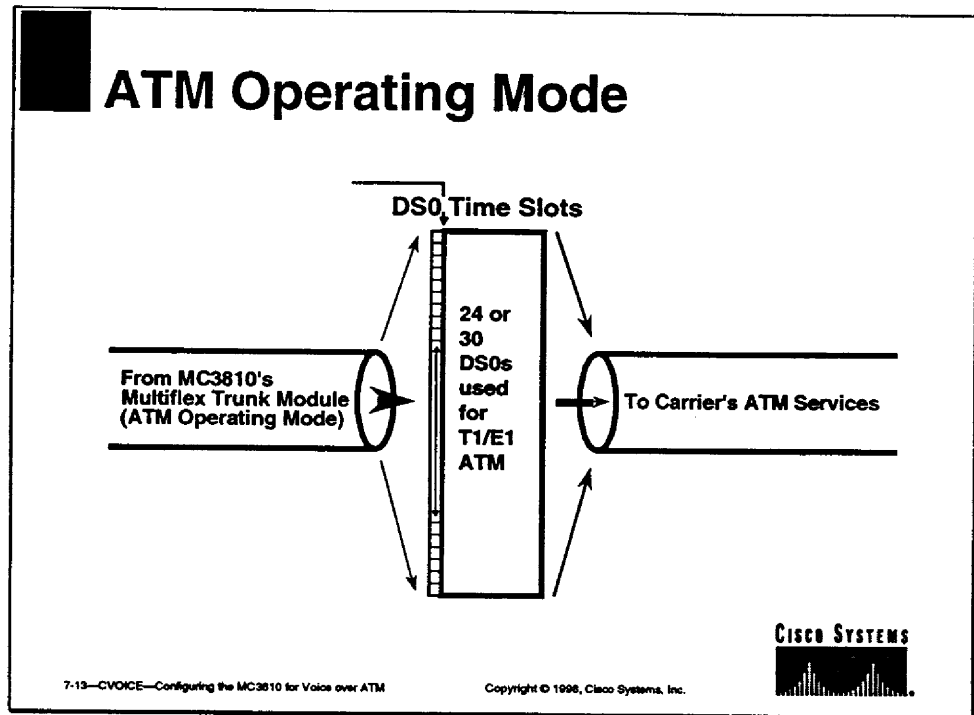 ATM Operating Mode
DS0 Time Slots
From MC3810's
Multiflex Trunk Module
(ATM Operating Mode)
24 or
30
DS0s
used
for
T1/E1
ATM
To Carrier's ATM Services
CISCO SYSTEMS
7-13—CVOICE—Configuring the MC3810 for Voice over ATM
Copyright © 1998, Cisco Systems, Inc.